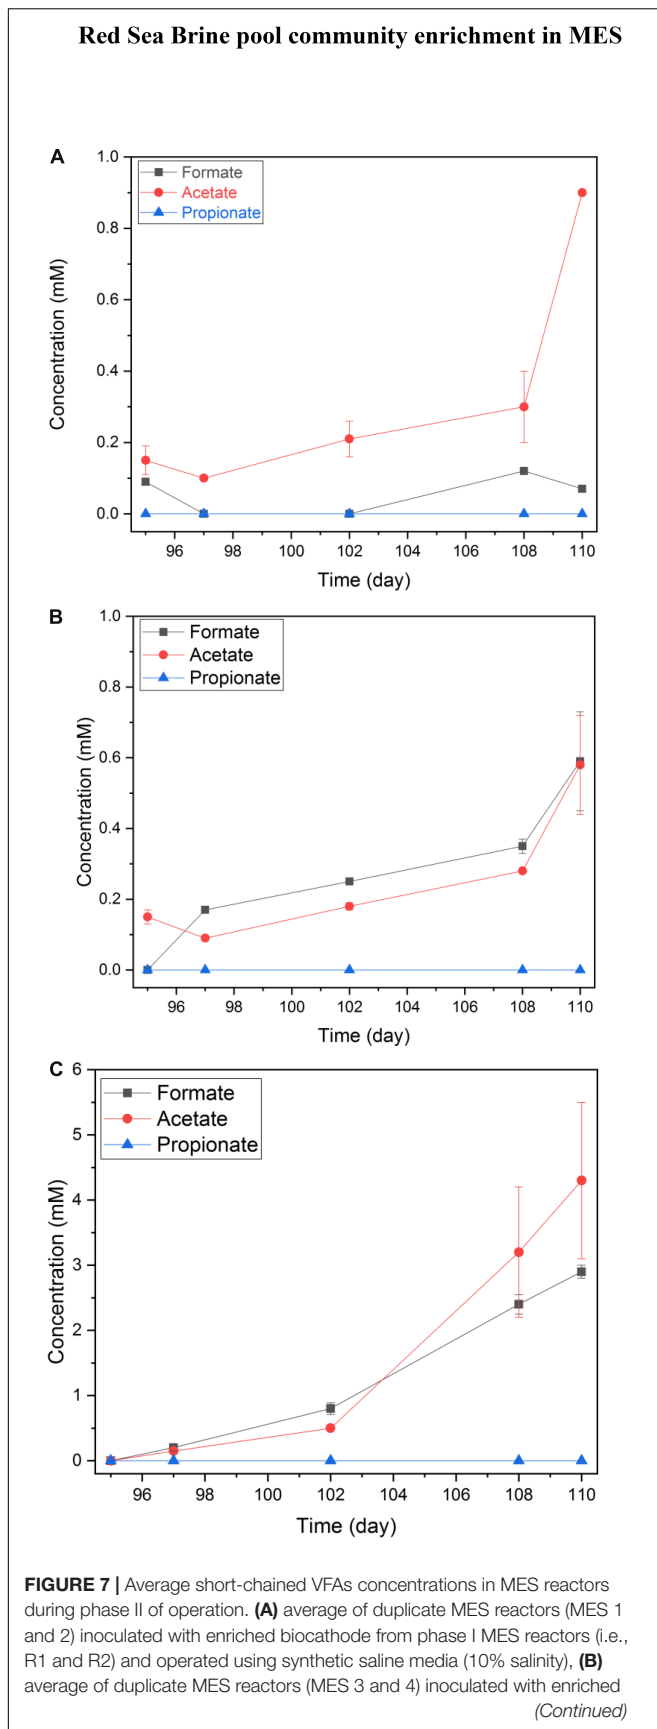 Red Sea Brine pool community enrichment in MES
A
Formate
Acetate
Propionate
1.0
0.8
0.6
0.4
0.2
0.0
Concentration (mM)
96 98 100 102 104 106 108 110
Time (day)
B
Formate
Acetate
Propionate
1.0
0.8
0.6
0.4
0.2
0.0
Concentration (mM)
96 98 100 102 104 106 108 110
Time (day)
C
Formate
Acetate
Propionate
6
5
4
3
2
1
0
Concentration (mM)
96 98 100 102 104 106 108 110
Time (day)
FIGURE 7 | Average short-chained VFAs concentrations in MES reactors
during phase II of operation. (A) average of duplicate MES reactors (MES 1
and 2) inoculated with enriched biocathode from phase I MES reactors (i.e.,
R1 and R2) and operated using synthetic saline media (10% salinity), (B)
average of duplicate MES reactors (MES 3 and 4) inoculated with enriched
(Continued)